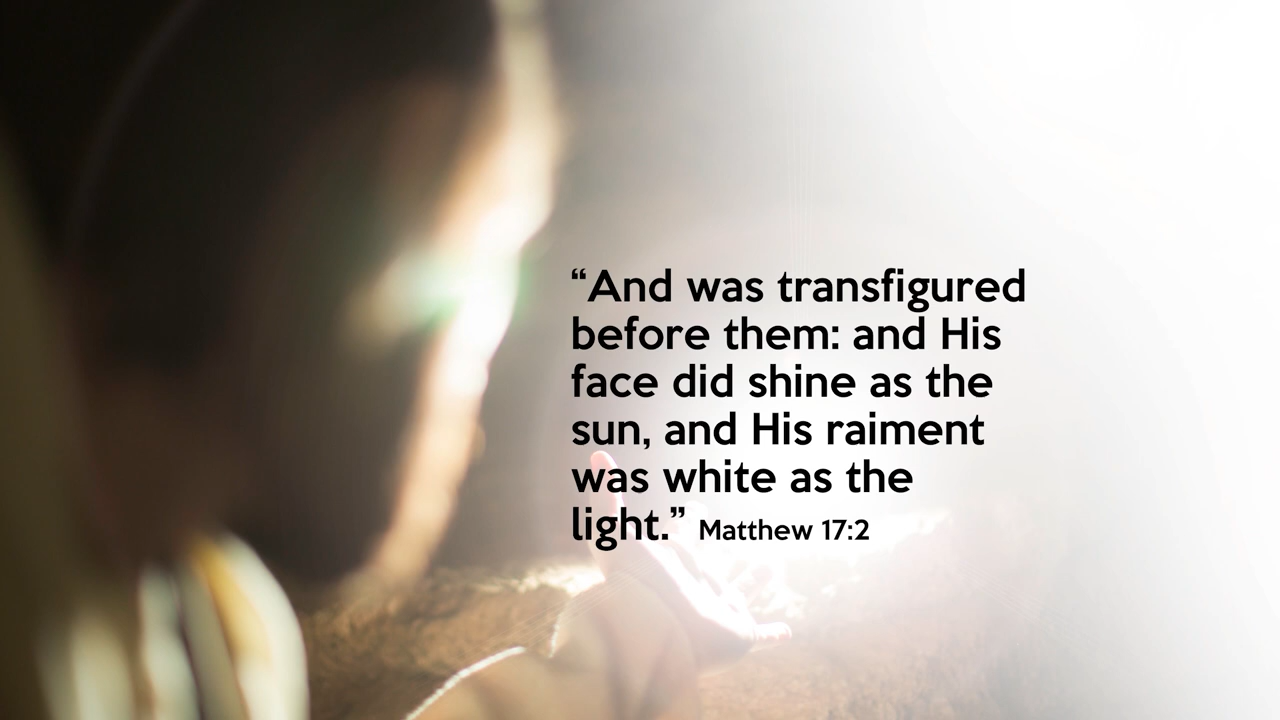 “And was transfigured
before them: and His
face did shine as the
sun, and His raiment
was white as the
light.” Matthew 17:2